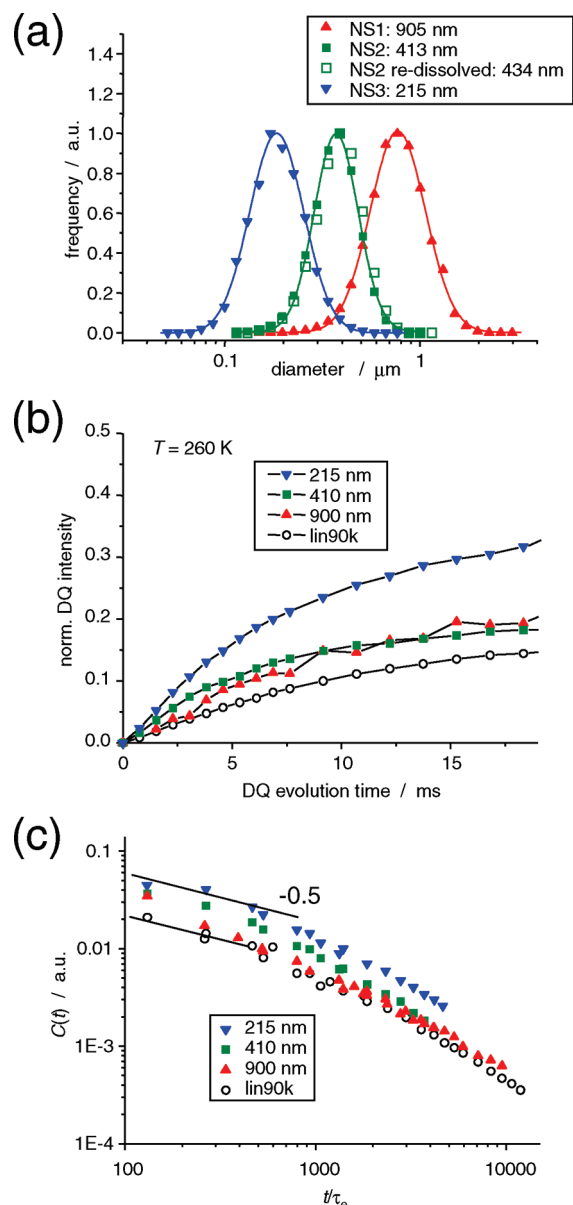 (a)
NS1: 905 nm
NS2: 413 nm
NS2 re-dissolved: 434 nm
NS3: 215 nm
1.4
1.2
1.0
0.8
0.6
0.4
0.2
0.0
frequency / a.u.
0.1
1
diameter / μm
(b)
T = 260 K
215 nm
410 nm
900 nm
lin90k
0.5
0.4
0.3
0.2
0.1
0.0
norm. DQ intensity
0
5
10
15
DQ evolution time / ms
(c)
-0.5
0.1
0.01
1E-3
1E-4
C(t) / a.u.
215 nm
410 nm
900 nm
lin90k
100
1000
10000
t/τe